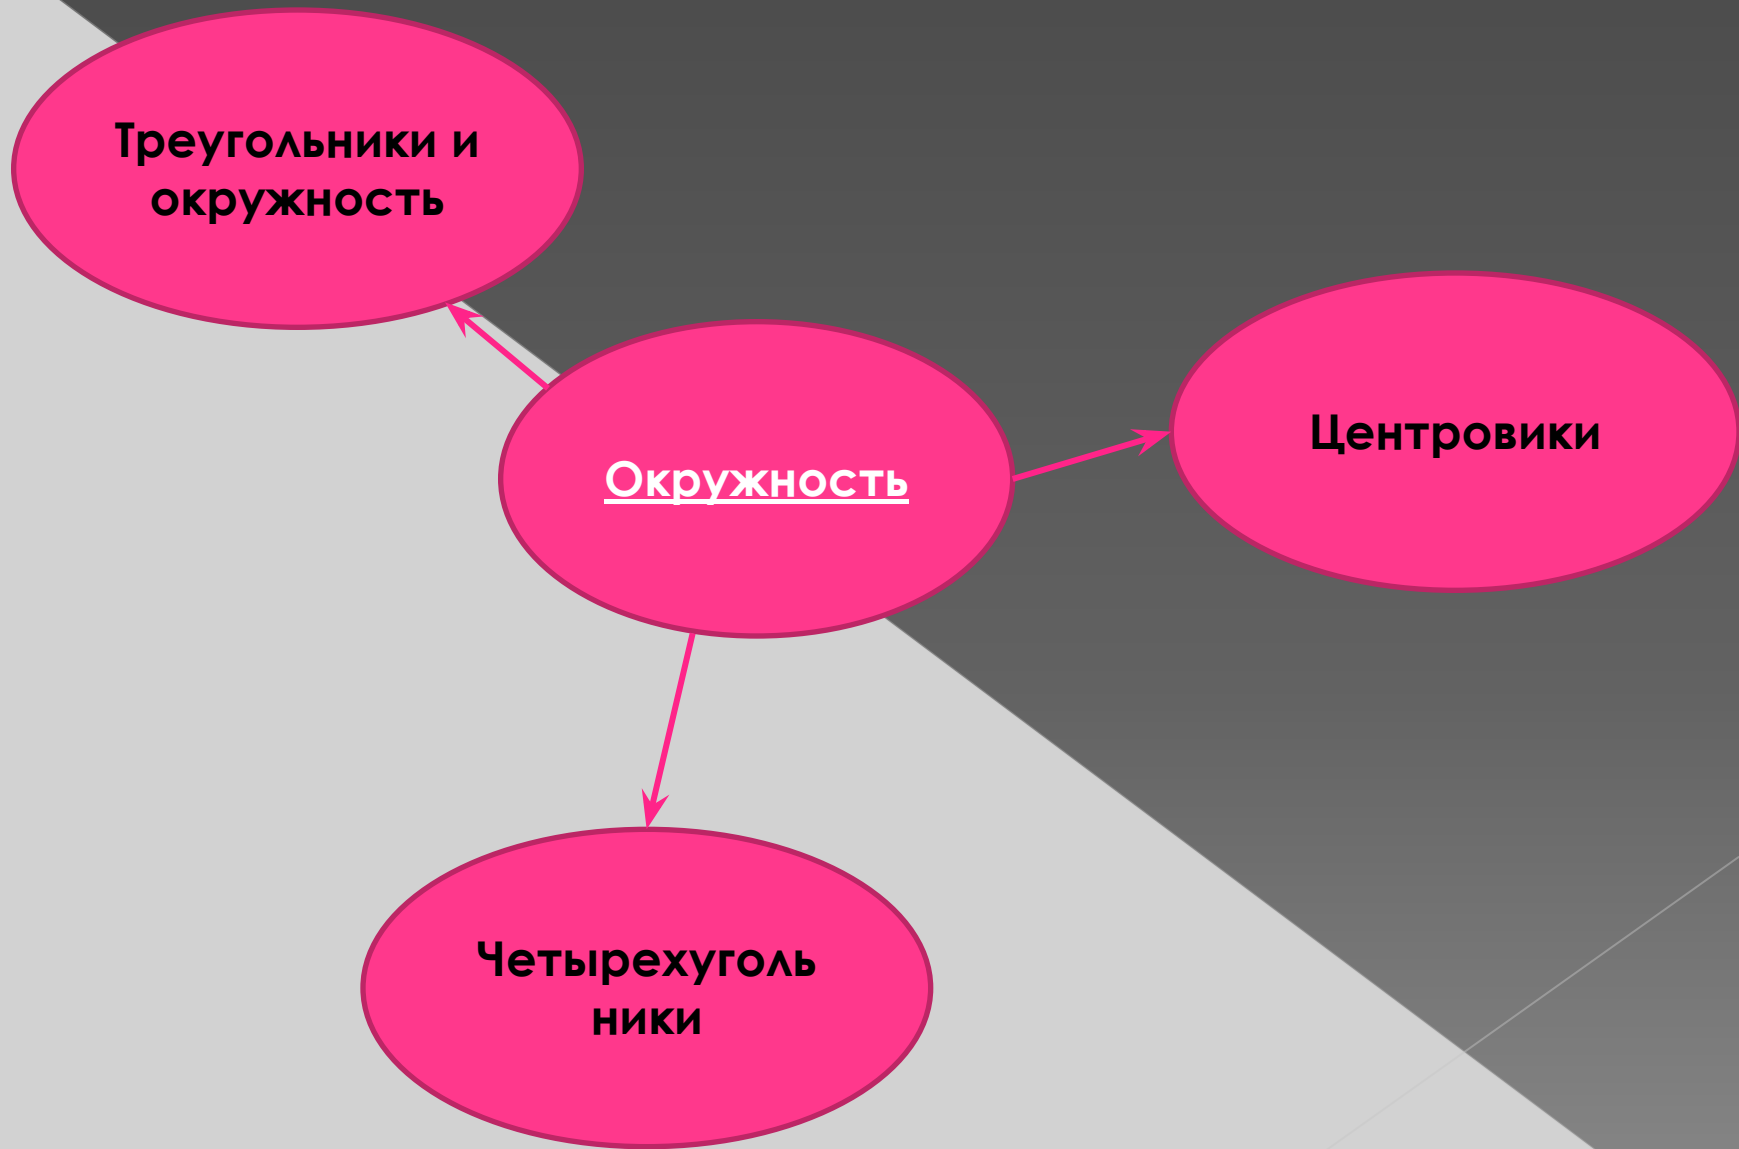 Треугольники и
окружность
Окружность
Центровики
Четырехуголь
ники